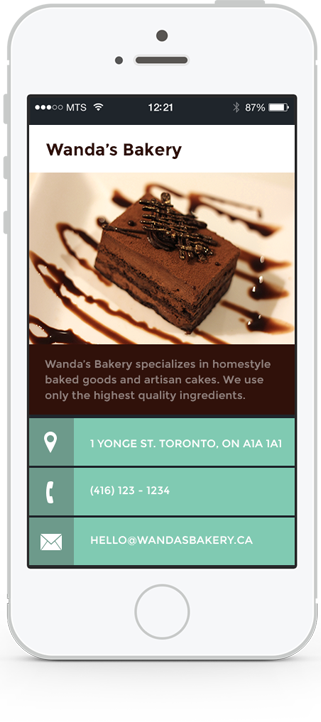 MTS 12:21 87%
Wanda's Bakery
Wanda's Bakery specializes in homestyle
baked goods and artisan cakes. We use
only the highest quality ingredients.
1 YONGE ST. TORONTO, ON A1A 1A1
(416) 123 - 1234
HELLO@WANDASBAKERY.CA